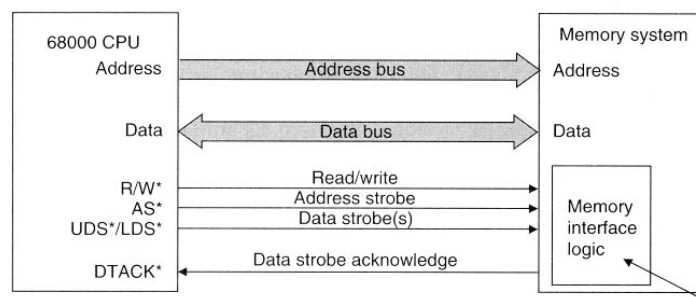 68000 CPU
Memory system
Address
Address bus
Address
Data
Data bus
Data
R/W*
Read/write
AS*
Address strobe
UDS*/LDS*
Data strobe(s)
Memory
interface
logic
DTACK*
Data strobe acknowledge